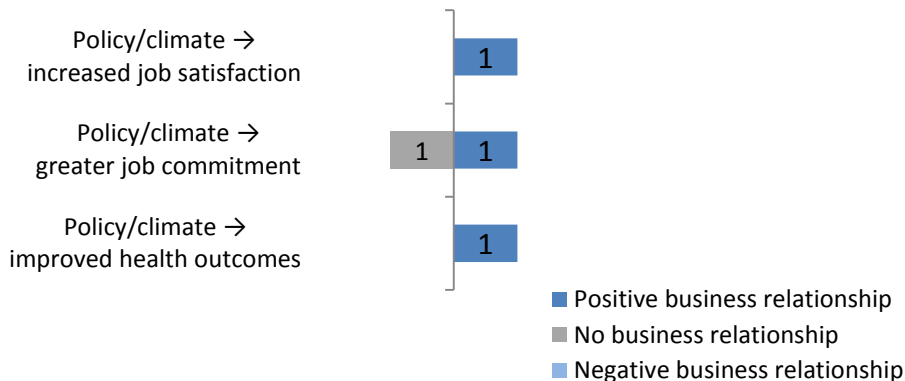 Policy/climate →
increased job satisfaction
1
Policy/climate →
greater job commitment
1 1
Policy/climate →
improved health outcomes
1
Positive business relationship
No business relationship
Negative business relationship